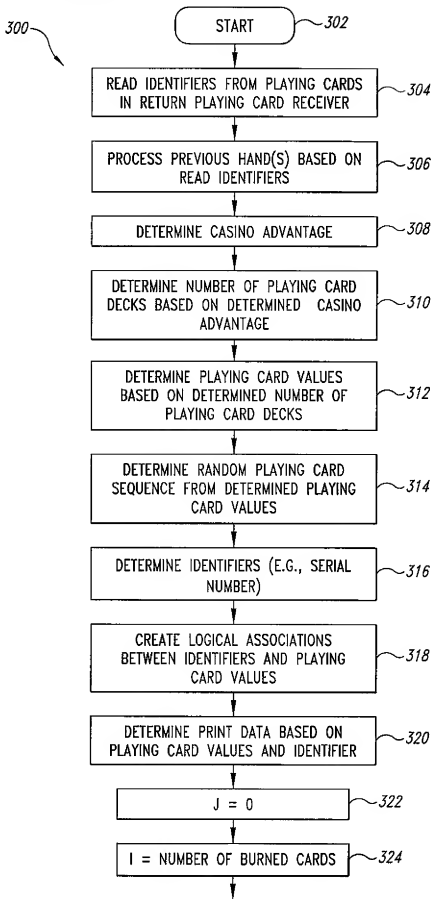 300
START
302
READ IDENTIFIERS FROM PLAYING CARDS
IN RETURN PLAYING CARD RECEIVER
304
PROCESS PREVIOUS HAND(S) BASED ON
READ IDENTIFIERS
306
DETERMINE CASINO ADVANTAGE
308
DETERMINE NUMBER OF PLAYING CARD
DECKS BASED ON DETERMINED CASINO
ADVANTAGE
310
DETERMINE PLAYING CARD VALUES
BASED ON DETERMINED NUMBER OF
PLAYING CARD DECKS
312
DETERMINE RANDOM PLAYING CARD
SEQUENCE FROM DETERMINED PLAYING
CARD VALUES
314
DETERMINE IDENTIFIERS (E.G., SERIAL
NUMBER)
316
CREATE LOGICAL ASSOCIATIONS
BETWEEN IDENTIFIERS AND PLAYING
CARD VALUES
318
DETERMINE PRINT DATA BASED ON
PLAYING CARD VALUES AND IDENTIFIER
320
J = 0
322
I = NUMBER OF BURNED CARDS
324